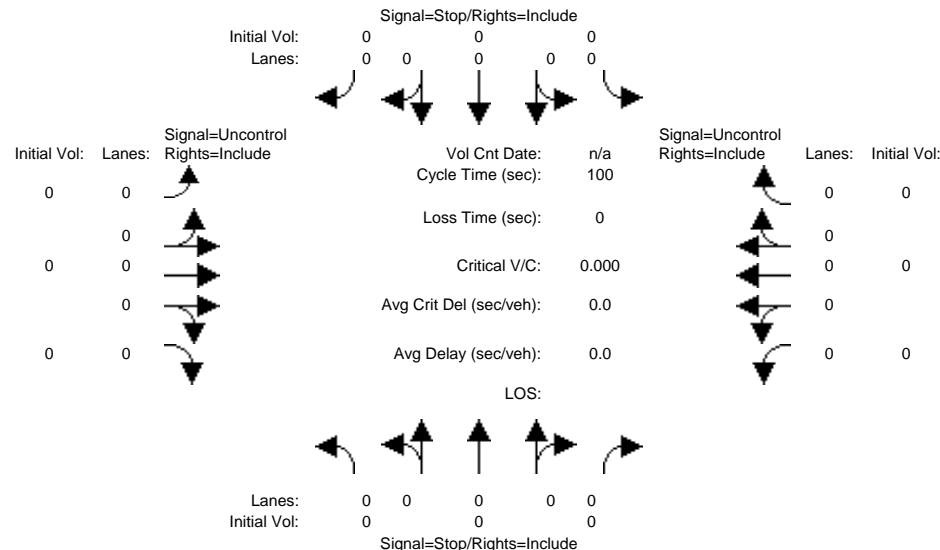 Signal=Stop/Rights=Include
Initial Vol: 0 0 0
Lanes: 0 0 0 0 0
Signal=Uncontrol Signal=Uncontrol
Initial Vol: Lanes: Rights=Include Vol Cnt Date: n/a Rights=Include Lanes: Initial Vol:
Cycle Time (sec): 100
0 0 0 0
Loss Time (sec): 0
0 0
0 0 Critical V/C: 0.000 0 0
0 Avg Crit Del (sec/veh): 0.0 0
0 0 Avg Delay (sec/veh): 0.0 0 0
LOS:
Lanes: 0 0 0 0 0
Initial Vol: 0 0 0
Signal=Stop/Rights=Include